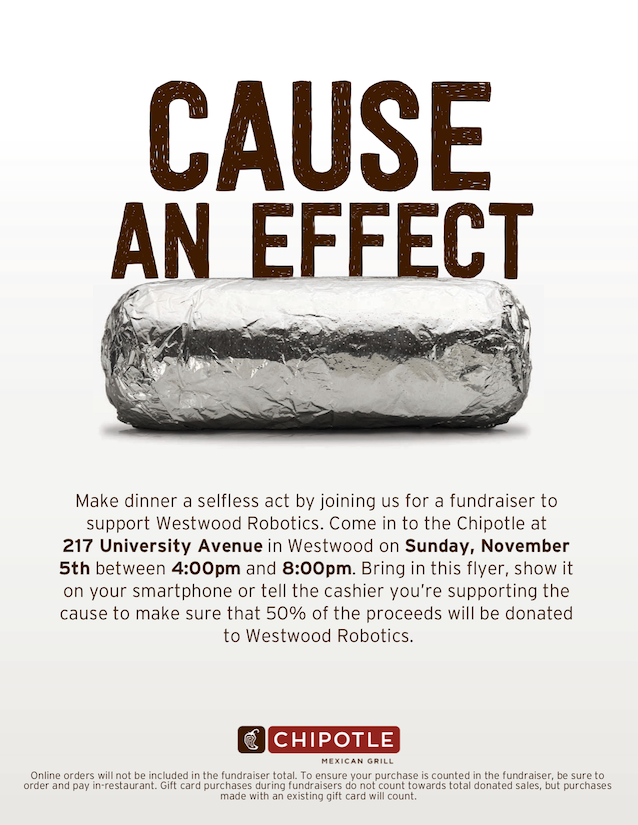 CAUSE
AN EFFECT
Make dinner a selfless act by joining us for a fundraiser to
support Westwood Robotics. Come in to the Chipotle at
217 University Avenue in Westwood on Sunday, November
5th between 4:00pm and 8:00pm. Bring in this flyer, show it
on your smartphone or tell the cashier you’re supporting the
cause to make sure that 50% of the proceeds will be donated
to Westwood Robotics.
CHIPOTLE
MEXICAN GRILL
Online orders will not be included in the fundraiser total. To ensure your purchase is counted in the fundraiser, be sure to
order and pay in-restaurant. Gift card purchases during fundraisers do not count towards total donated sales, but purchases
made with an existing gift card will count.